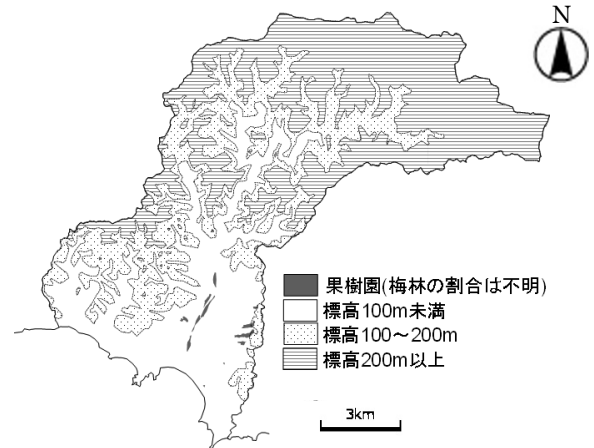 N
果樹園(梅林の割合は不明)
標高100m未満
標高100～200m
標高200m以上
3km